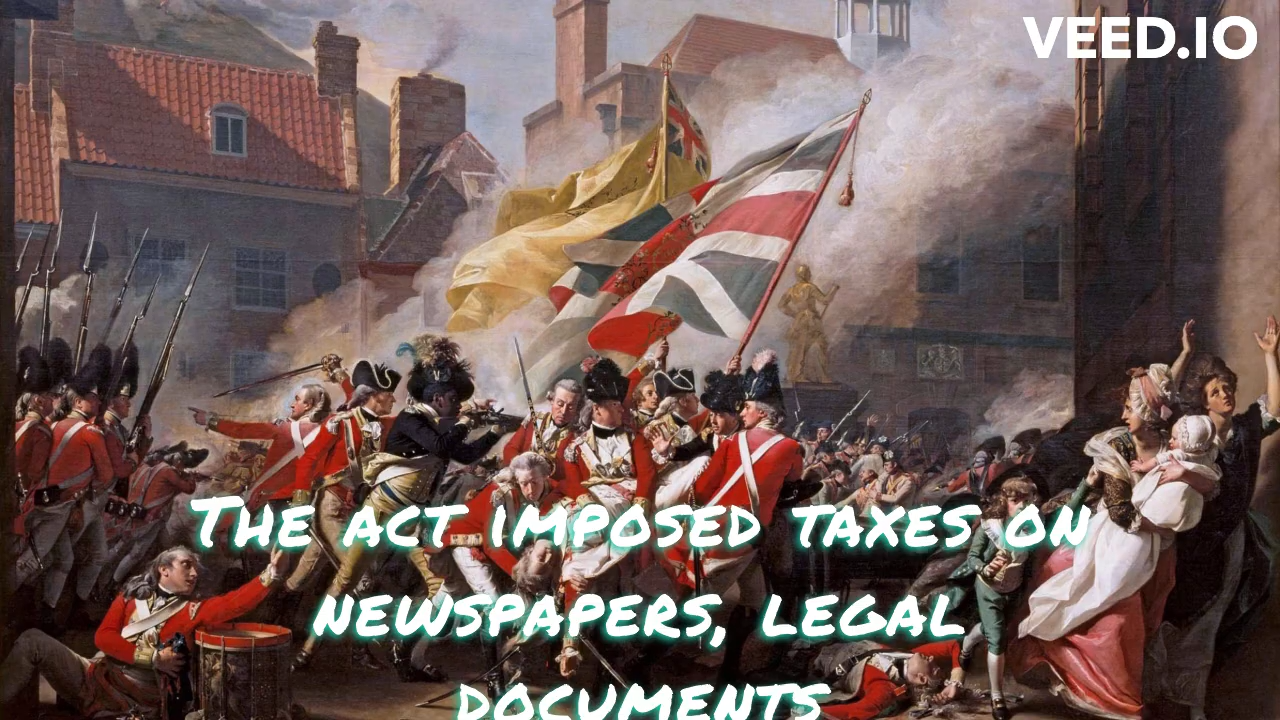 VEED.IO
The act imposed taxes on
newspapers, legal
documents